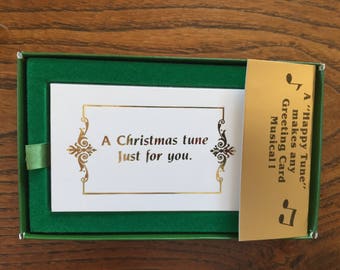 A Christmas tune
Just for you.
A "Happy Tune"
makes any
Greeting Card
Musical!